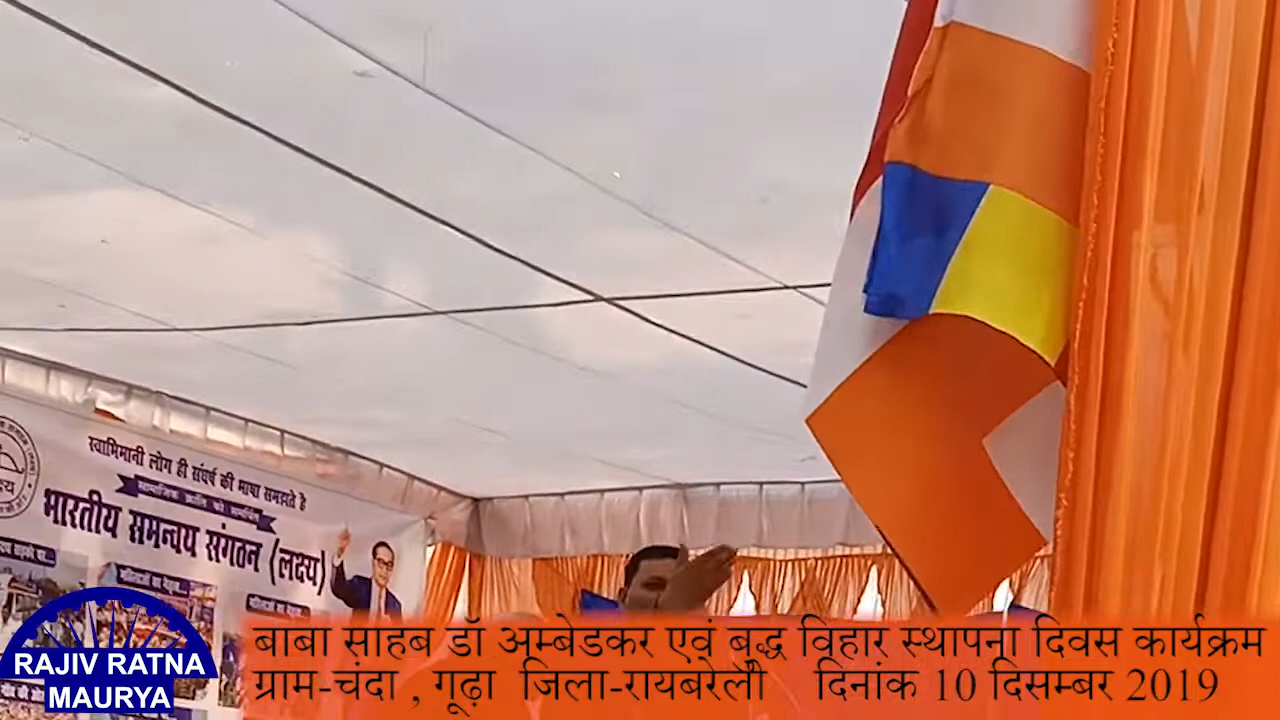 स्वाभिमानी लोग ही संघर्ष की भाषा समझते है
सामाजिक क्रांति को समर्पित
भारतीय समन्वय संगठन (लक्ष्य)
RAJIV RATNA
MAURYA
बाबा साहब डॉ अम्बेडकर एवं बुद्ध विहार स्थापना दिवस कार्यक्रम
ग्राम-चंदा , गूढ़ा जिला-रायबरेली दिनांक 10 दिसम्बर 2019